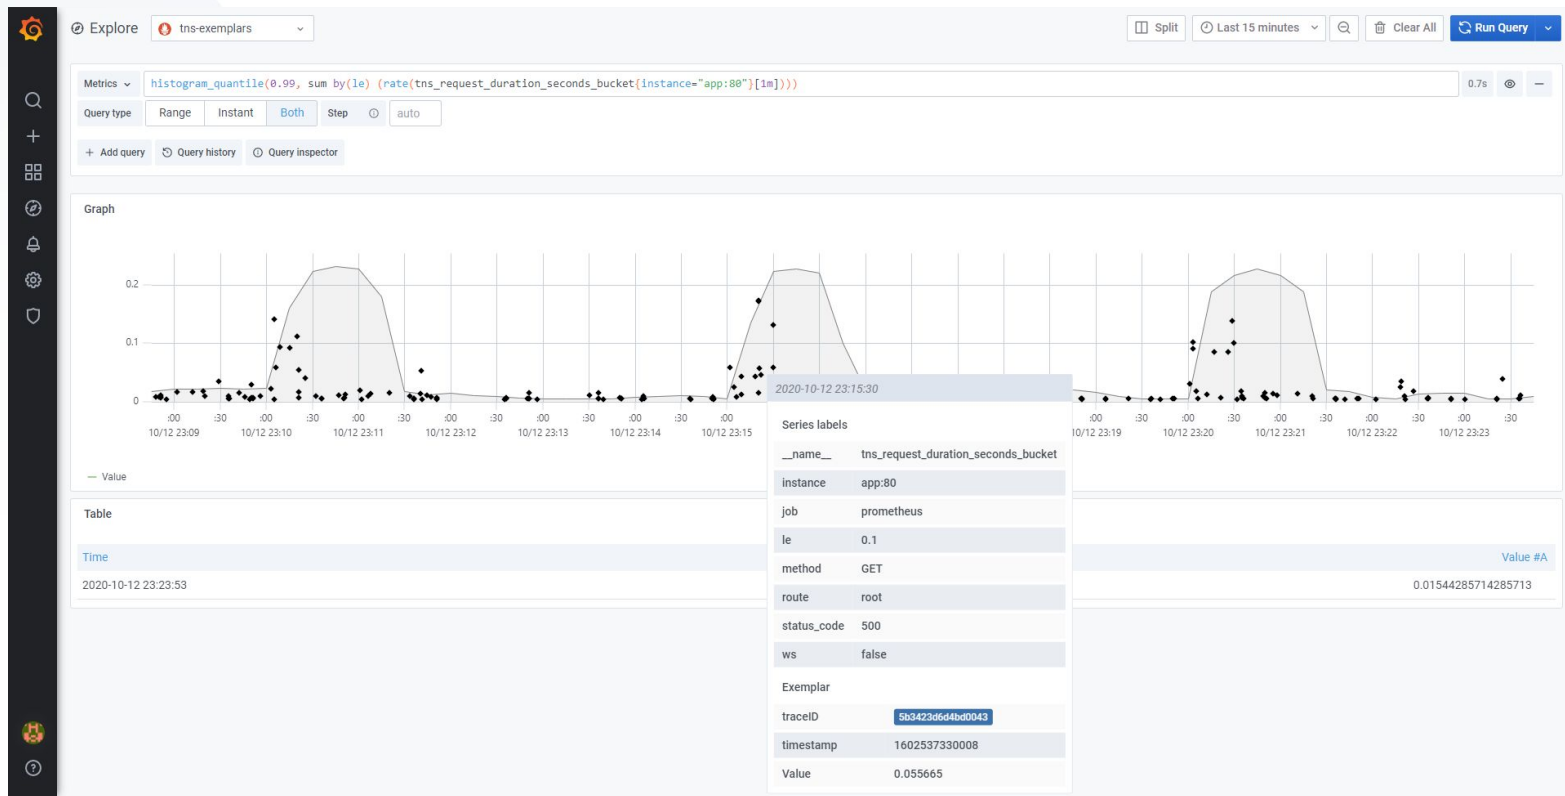 Explore tns-exemplars Split Last 15 minutes Clear All Run Query
Metrics histogram_quantile(0.99, sum by(le) (rate(tns_request_duration_seconds_bucket{instance="app:80"}[1m]))) 0.7s
Query type Range Instant Both Step auto
+ Add query Query history Query inspector
Graph
0.2
0.1
0
:00 :30 :00 :30 :00 :30 :00 :30 :00 :30 :00 :30 :00 :00 :30 :00 :30 :00 :30 :00 :30 :00 :30
10/12 23:09 10/12 23:10 10/12 23:11 10/12 23:12 10/12 23:13 10/12 23:14 10/12 23:15 10/12 23:19 10/12 23:20 10/12 23:21 10/12 23:22 10/12 23:23
Value
2020-10-12 23:15:30
Series labels
__name__ tns_request_duration_seconds_bucket
instance app:80
job prometheus
le 0.1
method GET
route root
status_code 500
ws false
Exemplar
traceID 5b3423d6d4bd0043
timestamp 1602537330008
Value 0.055665
Table
Time Value #A
2020-10-12 23:23:53 0.01544285714285713